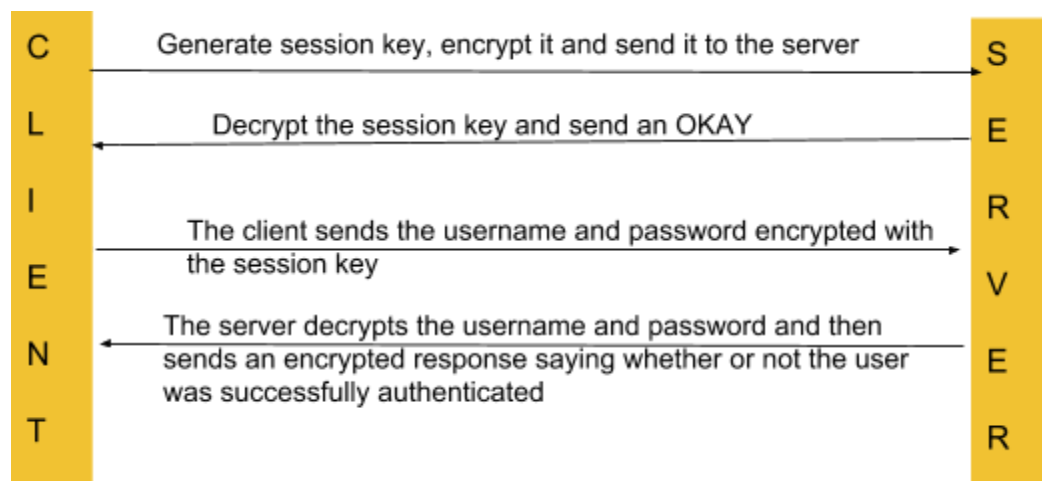 CLIENT
Generate session key, encrypt it and send it to the server
Decrypt the session key and send an OKAY
The client sends the username and password encrypted with
the session key
The server decrypts the username and password and then
sends an encrypted response saying whether or not the user
was successfully authenticated
SERVER